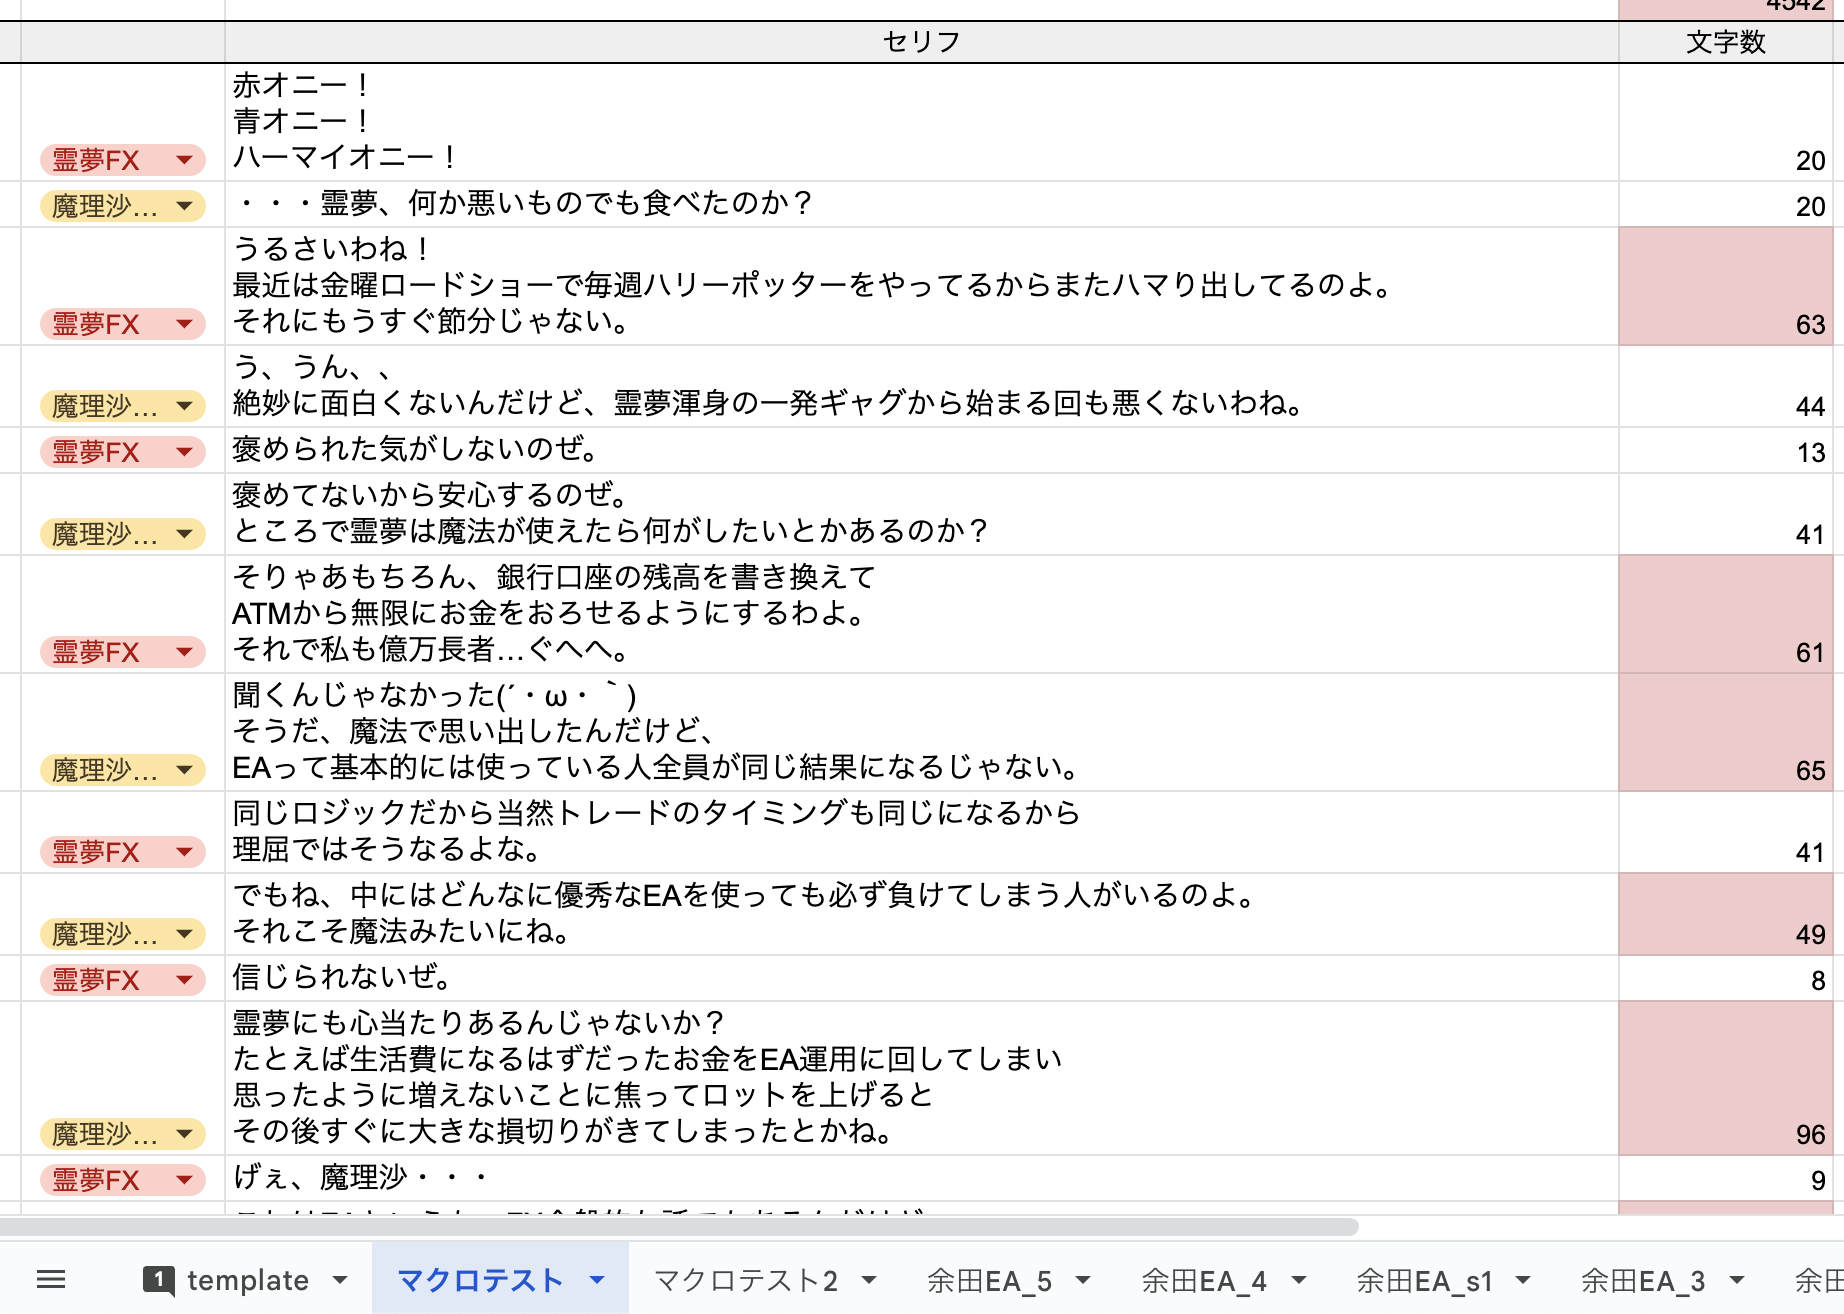 4542
セリフ 文字数
赤オニー！
青オニー！
霊夢FX ハーマイオニー！ 20
魔理沙... ・・・霊夢、何か悪いものでも食べたのか？ 20
うるさいわね！
最近は金曜ロードショーで毎週ハリーポッターをやってるからまたハマり出してるのよ。
霊夢FX それにもうすぐ節分じゃない。 63
う、うん、、
魔理沙... 絶妙に面白くないんだけど、霊夢渾身の一発ギャグから始まる回も悪くないわね。 44
霊夢FX 褒められた気がしないのぜ。 13
褒めてないから安心するのぜ。
魔理沙... ところで霊夢は魔法が使えたら何がしたいとかあるのか？ 41
そりゃあもちろん、銀行口座の残高を書き換えて
ATMから無限にお金をおろせるようにするわよ。
霊夢FX それで私も億万長者…ぐへへ。 61
聞くんじゃなかった(´・ω・｀)
そうだ、魔法で思い出したんだけど、
魔理沙... EAって基本的には使っている人全員が同じ結果になるじゃない。 65
同じロジックだから当然トレードのタイミングも同じになるから
霊夢FX 理屈ではそうなるよな。 41
でもね、中にはどんなに優秀なEAを使っても必ず負けてしまう人がいるのよ。
魔理沙... それこそ魔法みたいにね。 49
霊夢FX 信じられないぜ。 8
霊夢にも心当たりあるんじゃないか？
たとえば生活費になるはずだったお金をEA運用に回してしまい
思ったように増えないことに焦ってロットを上げると
魔理沙... その後すぐに大きな損切りがきてしまったとかね。 96
霊夢FX げぇ、魔理沙・・・ 9
1 template マクロテスト マクロテスト2 余田EA_5 余田EA_4 余田EA_s1 余田EA_3 余田